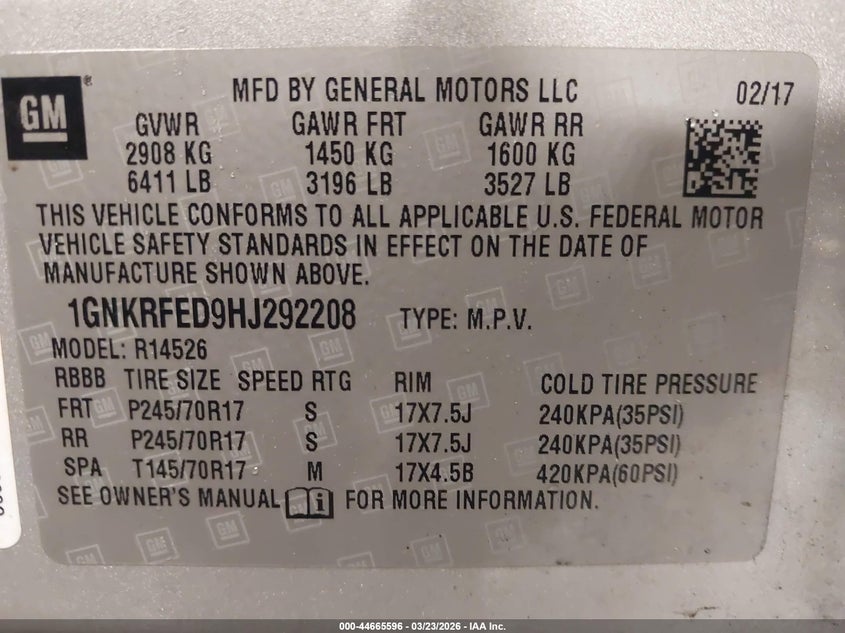 GM
MFD BY GENERAL MOTORS LLC 02/17
GVWR GAWR FRT GAWR RR
2908 KG 1450 KG 1600 KG
6411 LB 3196 LB 3527 LB
THIS VEHICLE CONFORMS TO ALL APPLICABLE U.S. FEDERAL MOTOR
VEHICLE SAFETY STANDARDS IN EFFECT ON THE DATE OF
MANUFACTURE SHOWN ABOVE.
1GNKRFED9HJ292208 TYPE: M.P.V.
MODEL: R14526
RBBB TIRE SIZE SPEED RTG RIM COLD TIRE PRESSURE
FRT P245/70R17 S 17X7.5J 240KPA(35PSI)
RR P245/70R17 S 17X7.5J 240KPA(35PSI)
SPA T145/70R17 M 17X4.5B 420KPA(60PSI)
SEE OWNER'S MANUAL FOR MORE INFORMATION.
000-44665596 - 03/23/2026 - IAA Inc.